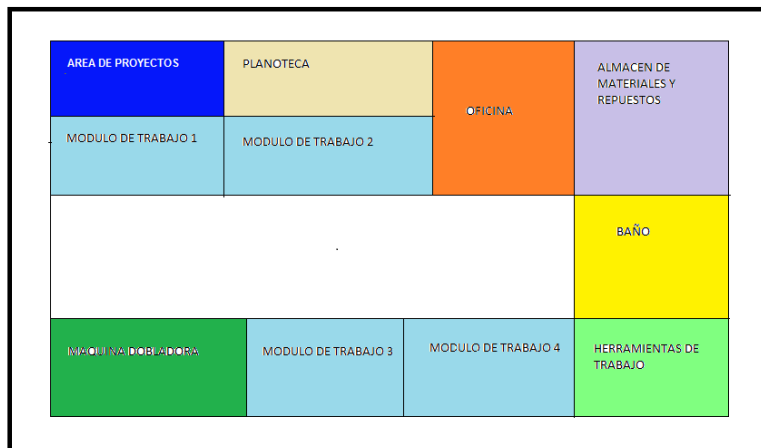 AREA DE PROYECTOS
PLANOTECA
OFICINA
ALMACEN DE
MATERIALES Y
REPUESTOS
MODULO DE TRABAJO 1
MODULO DE TRABAJO 2
BAÑO
MAQUINA DOBLADORA
MODULO DE TRABAJO 3
MODULO DE TRABAJO 4
HERRAMIENTAS DE
TRABAJO